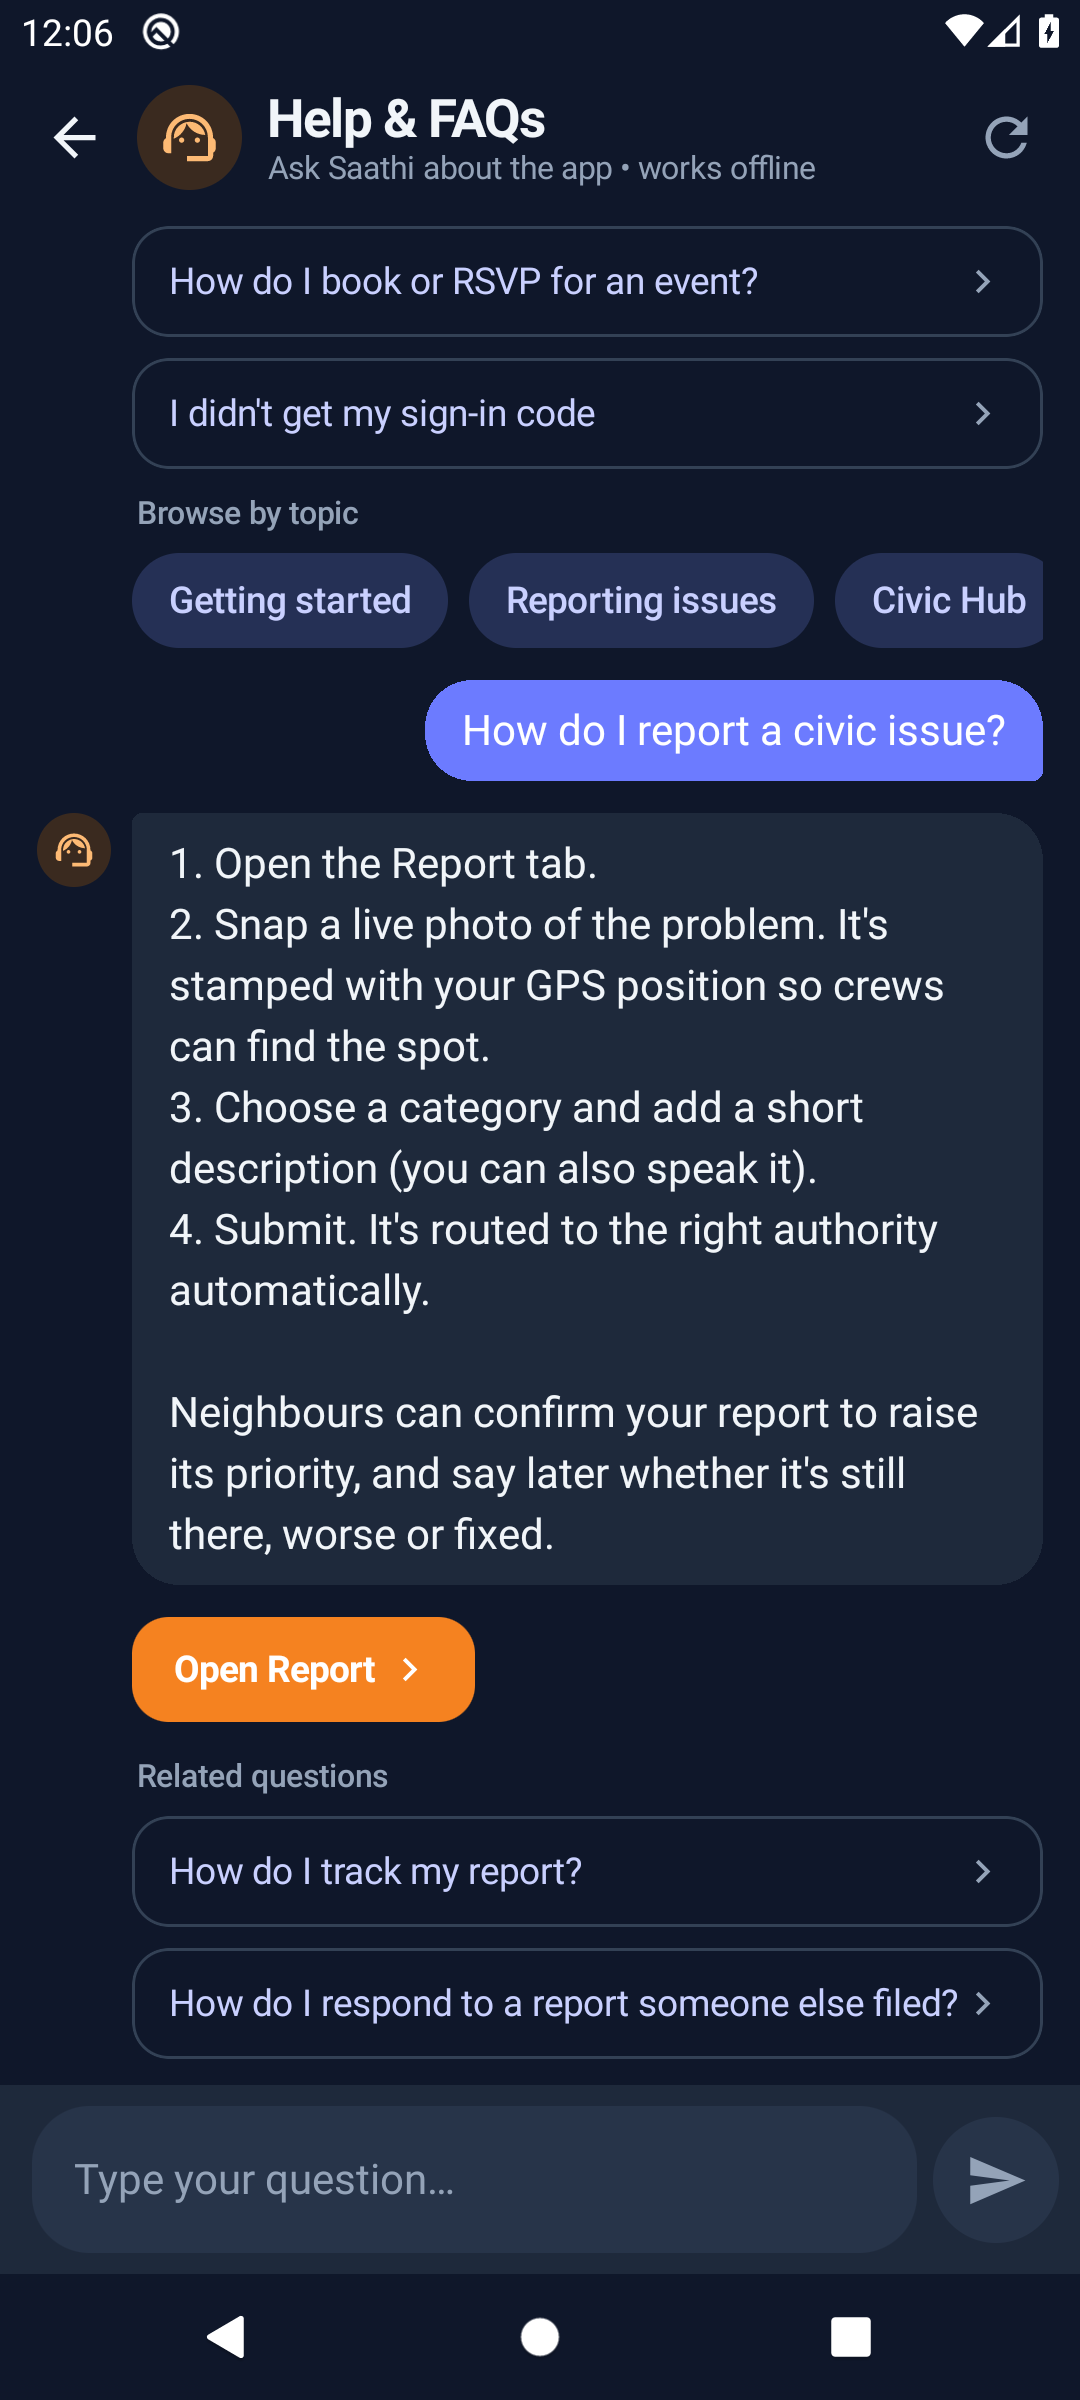 12:06
Help & FAQs
Ask Saathi about the app • works offline
How do I book or RSVP for an event?
I didn't get my sign-in code
Browse by topic
Getting started
Reporting issues
Civic Hub
How do I report a civic issue?
1. Open the Report tab.
2. Snap a live photo of the problem. It's
stamped with your GPS position so crews
can find the spot.
3. Choose a category and add a short
description (you can also speak it).
4. Submit. It's routed to the right authority
automatically.
Neighbours can confirm your report to raise
its priority, and say later whether it's still
there, worse or fixed.
Open Report
Related questions
How do I track my report?
How do I respond to a report someone else filed?
Type your question...